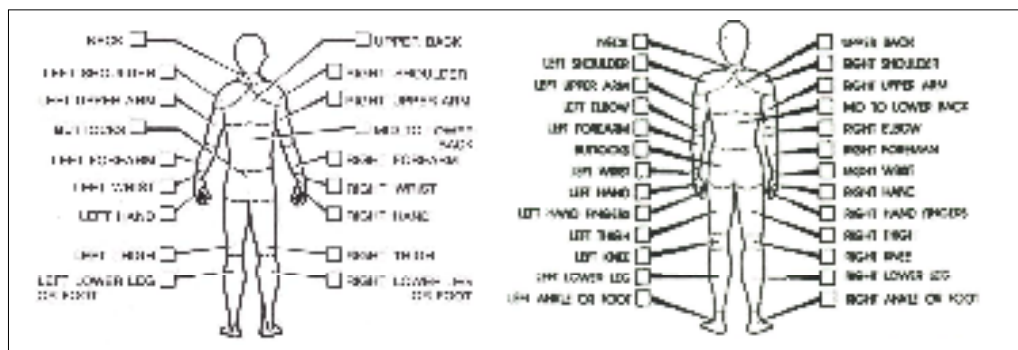 NECK
UPPER BACK
LEFT SHOULDER
RIGHT SHOULDER
LEFT UPPER ARM
RIGHT UPPER ARM
BUTTOCKS
MID TO LOWER
BACK
LEFT FOREARM
RIGHT FOREARM
LEFT WRIST
RIGHT WRIST
LEFT HAND
RIGHT HAND
LEFT THIGH
RIGHT THIGH
LEFT LOWER LEG
OR FOOT
RIGHT LOWER LEG
OR FOOT
NECK
UPPER BACK
LEFT SHOULDER
RIGHT SHOULDER
LEFT UPPER ARM
RIGHT UPPER ARM
LEFT ELBOW
MID TO LOWER BACK
LEFT FOREARM
RIGHT ELBOW
BUTTOCKS
RIGHT FOREARM
LEFT WRIST
RIGHT WRIST
LEFT HAND
RIGHT HAND
LEFT HAND FINGERS
RIGHT HAND FINGERS
LEFT THIGH
RIGHT THIGH
LEFT KNEE
RIGHT KNEE
LEFT LOWER LEG
RIGHT LOWER LEG
LEFT ANKLE OR FOOT
RIGHT ANKLE OR FOOT